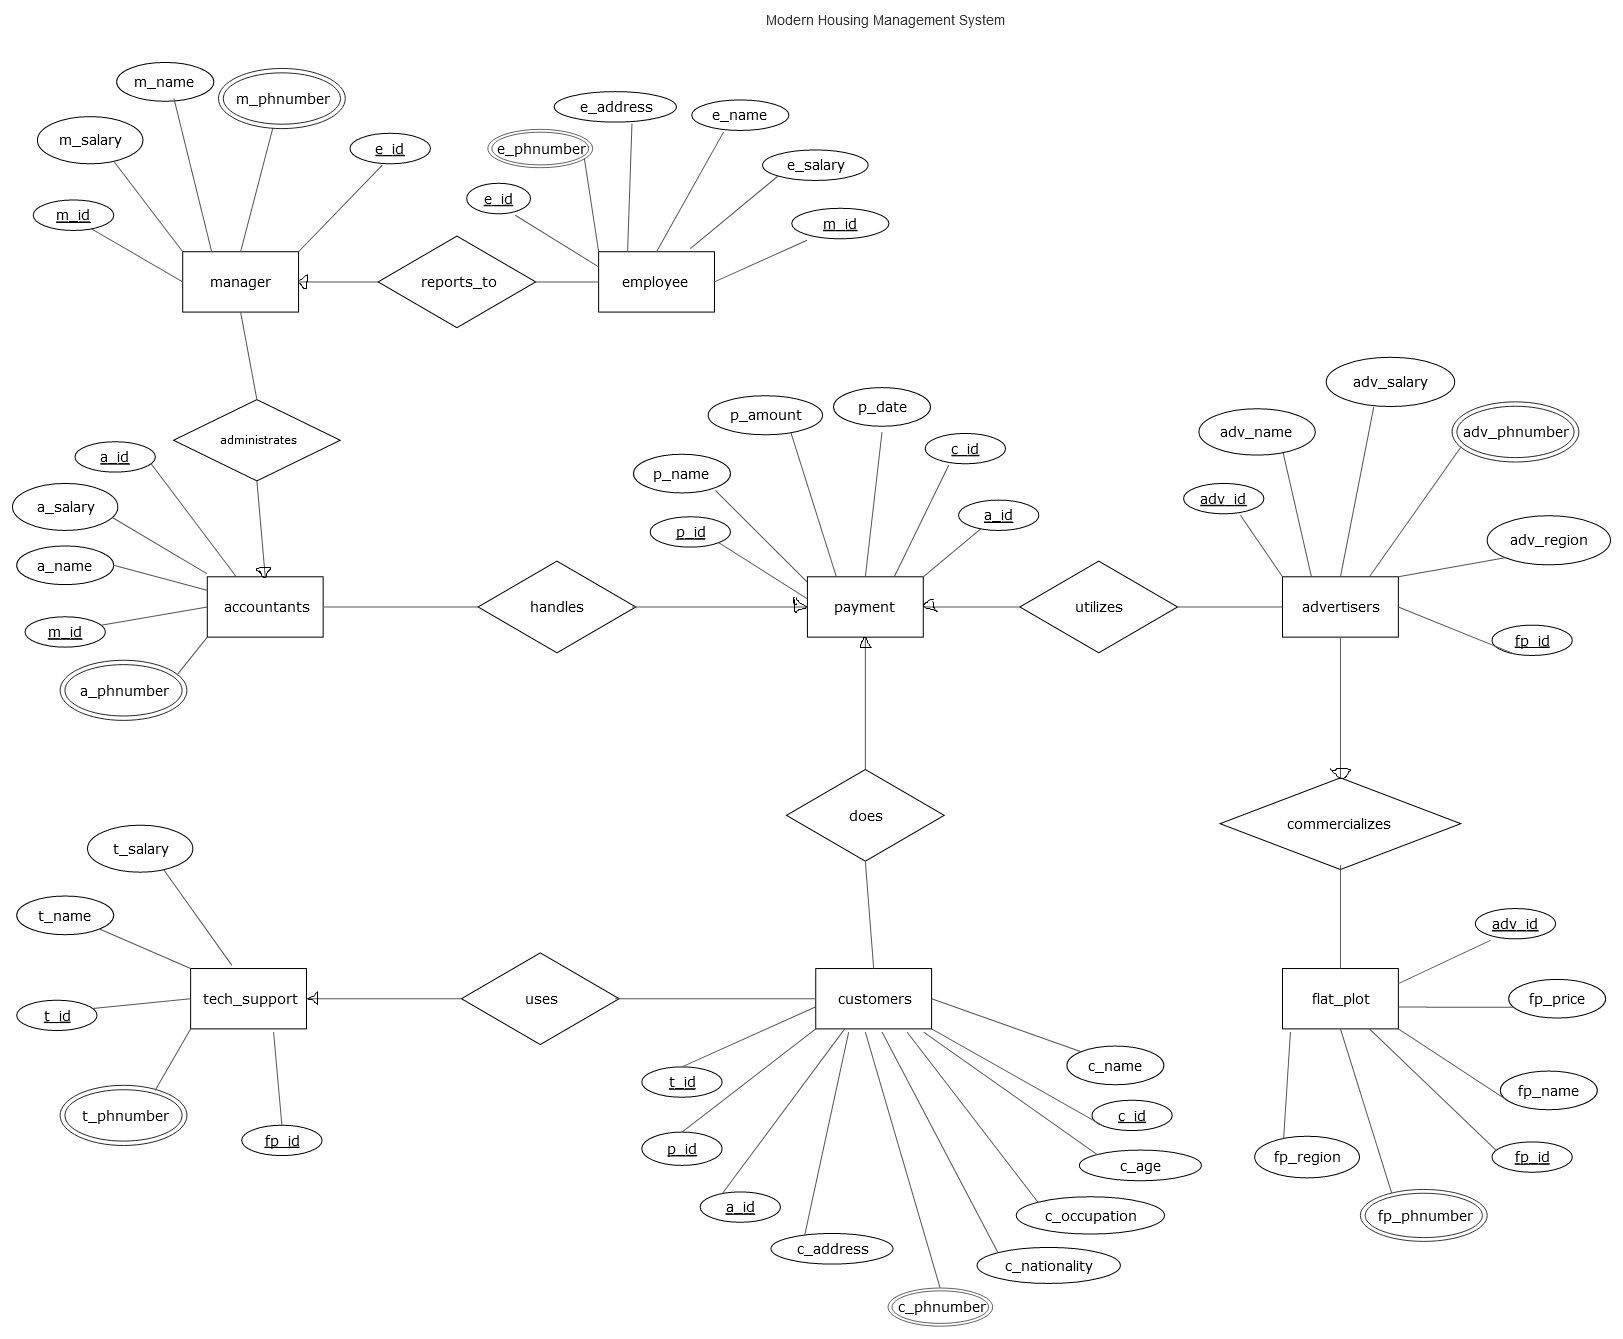 Modern Housing Management System
m_name
m_phnumber
m_salary
e_id
m_id
manager
reports_to
e_address
e_name
e_phnumber
e_salary
e_id
m_id
employee
administrates
a_id
a_salary
a_name
m_id
a_phnumber
accountants
handles
p_amount
p_date
c_id
p_name
a_id
p_id
payment
utilizes
adv_salary
adv_name
adv_phnumber
adv_id
adv_region
fp_id
advertisers
does
commercializes
t_salary
t_name
t_id
tech_support
t_phnumber
fp_id
uses
customers
t_id
p_id
a_id
c_address
c_phnumber
c_nationality
c_occupation
c_age
c_id
c_name
flat_plot
adv_id
fp_price
fp_name
fp_id
fp_region
fp_phnumber